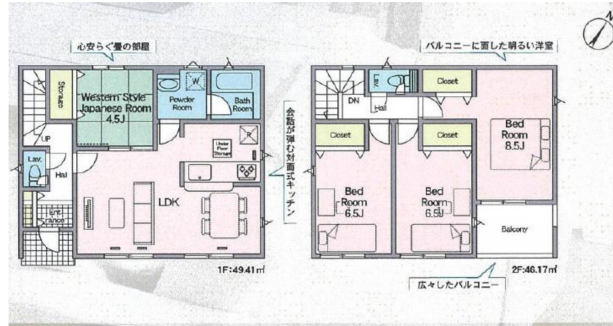 N
心安らぐ畳の部屋
バルコニーに面した明るい洋室
Storage
Western Style
Japanese Room
4.5J
W
Powder
Room
Bath
Room
UP
Lav.
Hall
Ent
rance
LDK
Under
Floor
Storage
R
会話が弾む対面式キッチン
1F:49.41㎡
Lav.
DN
Hall
Closet
Bed
Room
8.5J
Closet
Closet
Bed
Room
6.5J
Bed
Room
6.5J
Balcony
2F:46.17㎡
広々したバルコニー